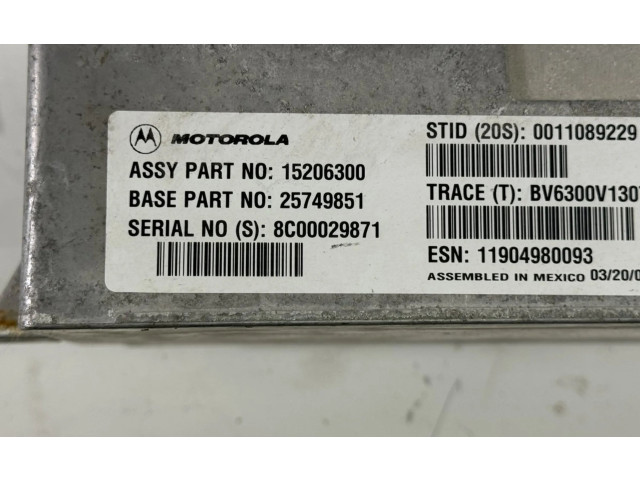 MOTOROLA
ASSY PART NO: 15206300
BASE PART NO: 25749851
SERIAL NO (S): 8C00029871
STID (20S): 0011089229
TRACE (T): BV6300V130
ESN: 11904980093
ASSEMBLED IN MEXICO 03/20/0